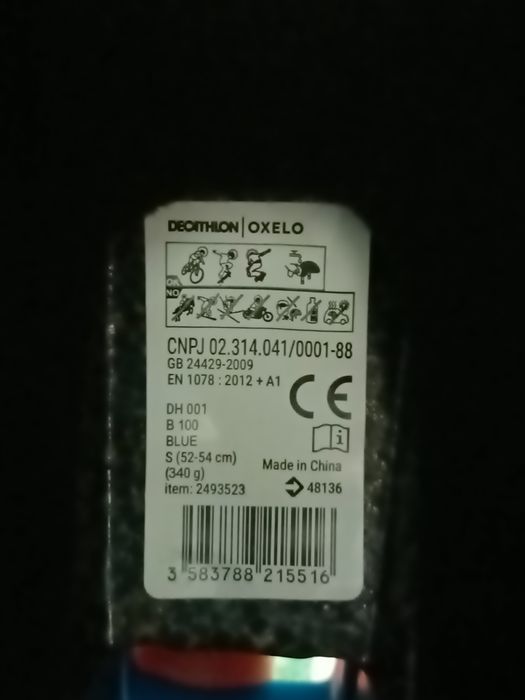 DECATHLON | OXELO
OK
NO
CNPJ 02.314.041/0001-88
GB 24429-2009
EN 1078 : 2012 + A1
CE
DH 001
B 100
BLUE
S (52-54 cm)
(340 g)
Made in China
item: 2493523
48136
3 583788 215516